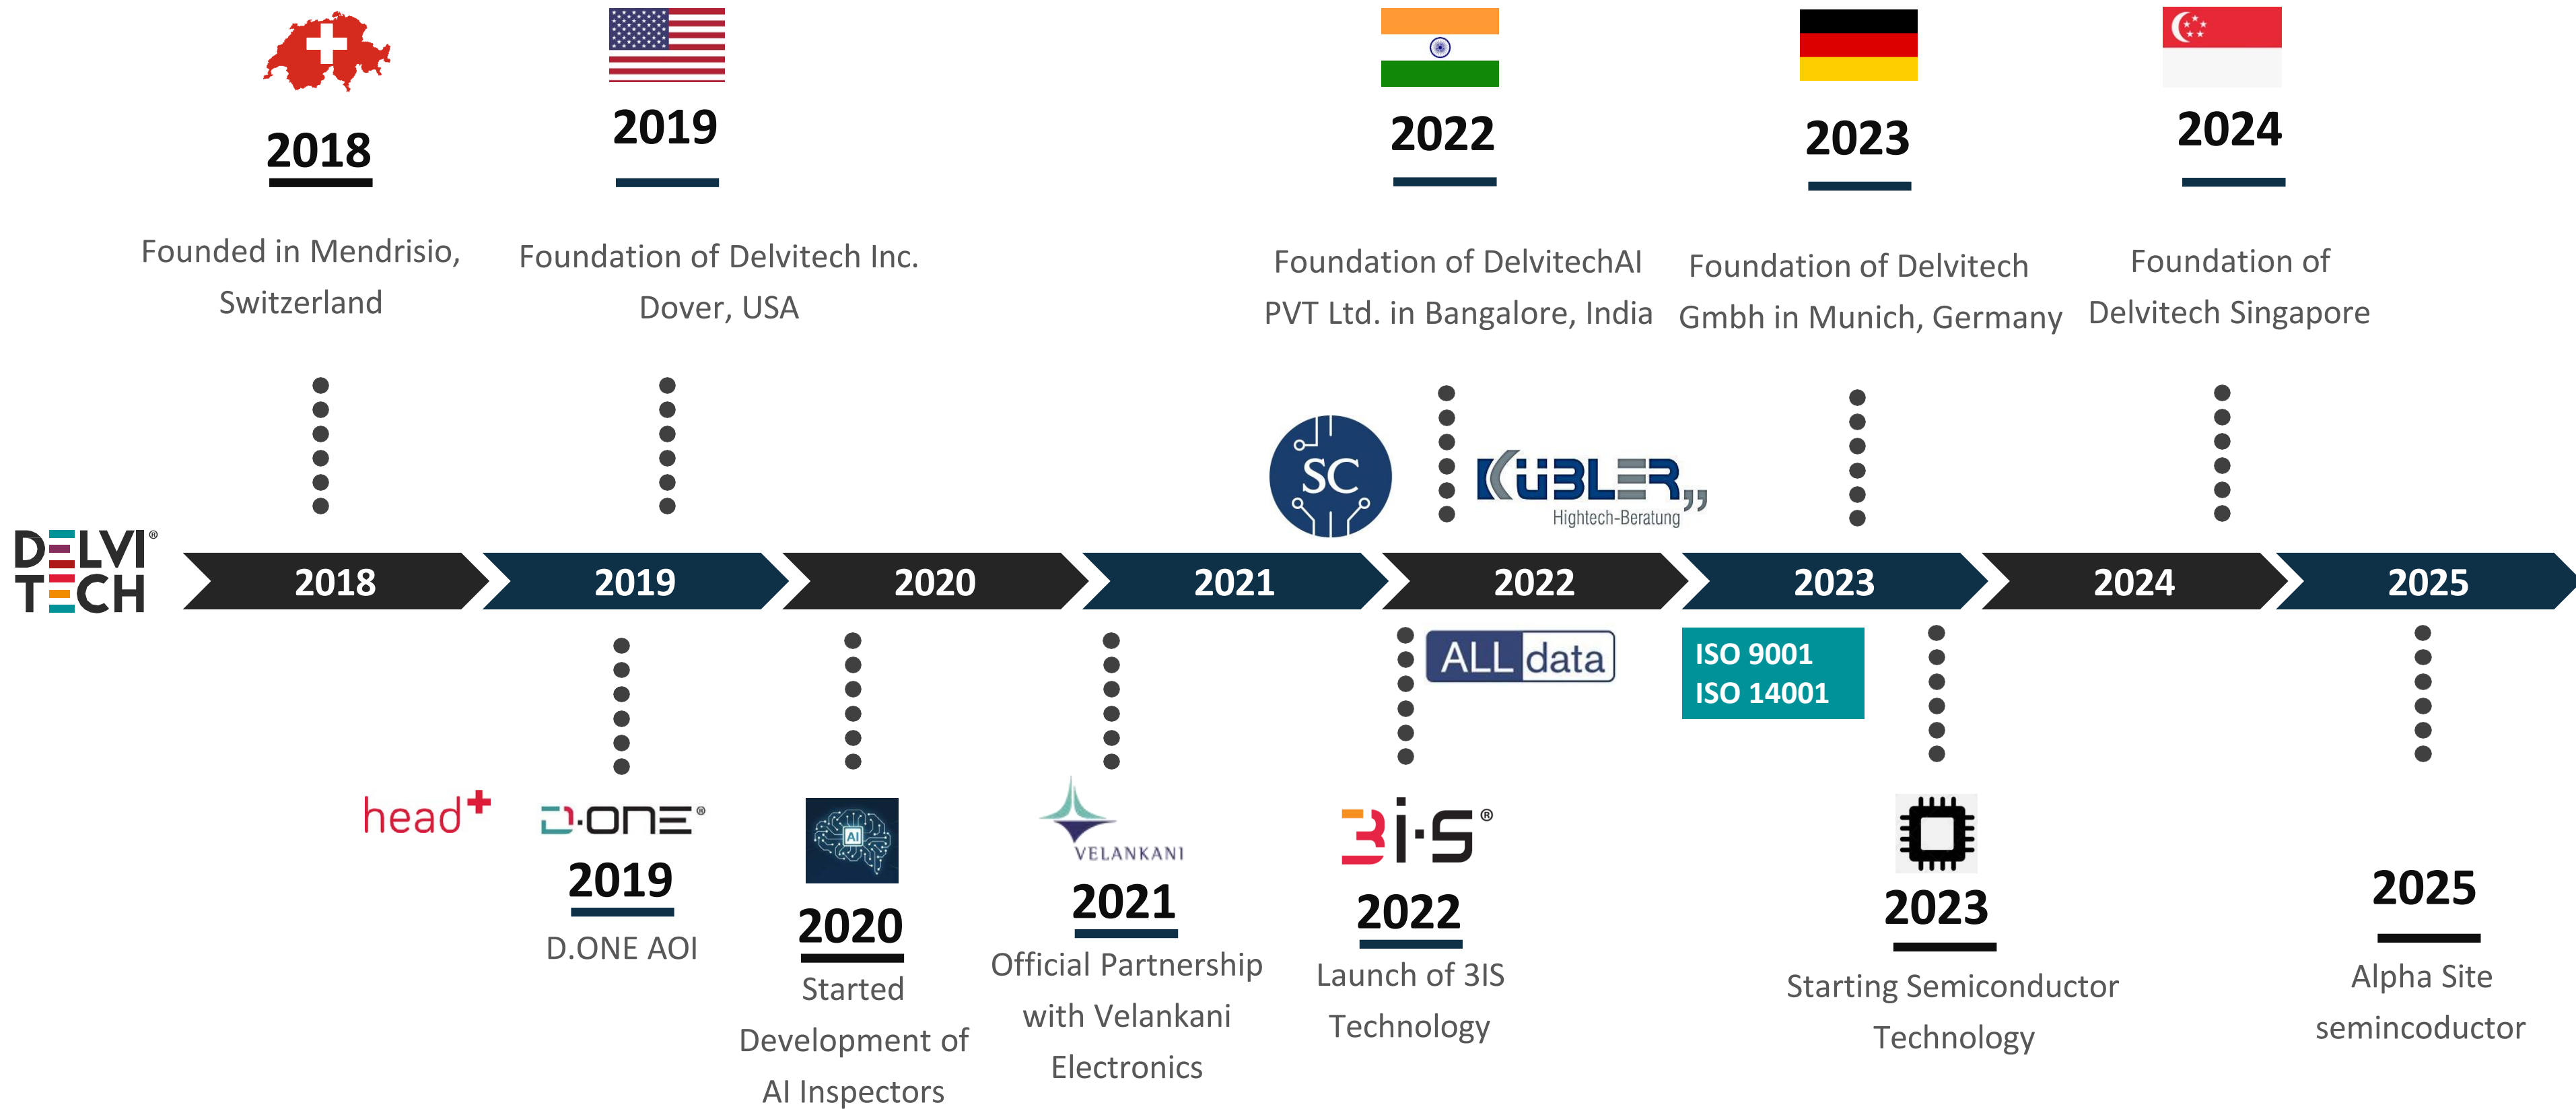 2018
Founded in Mendrisio,
Switzerland
2019
Foundation of Delvitech Inc.
Dover, USA
2022
Foundation of DelvitechAI
PVT Ltd. in Bangalore, India
2023
Foundation of Delvitech
Gmbh in Munich, Germany
2024
Foundation of
Delvitech Singapore
SC
KÜBLER
Hightech-Beratung
DELVI®
TECH
2018
2019
2020
2021
2022
2023
2024
2025
ALL data
ISO 9001
ISO 14001
head+
D·ONE®
2019
D.ONE AOI
AI
2020
Started
Development of
AI Inspectors
VELANKANI
2021
Official Partnership
with Velankani
Electronics
3i·S®
2022
Launch of 3IS
Technology
2023
Starting Semiconductor
Technology
2025
Alpha Site
semincoductor